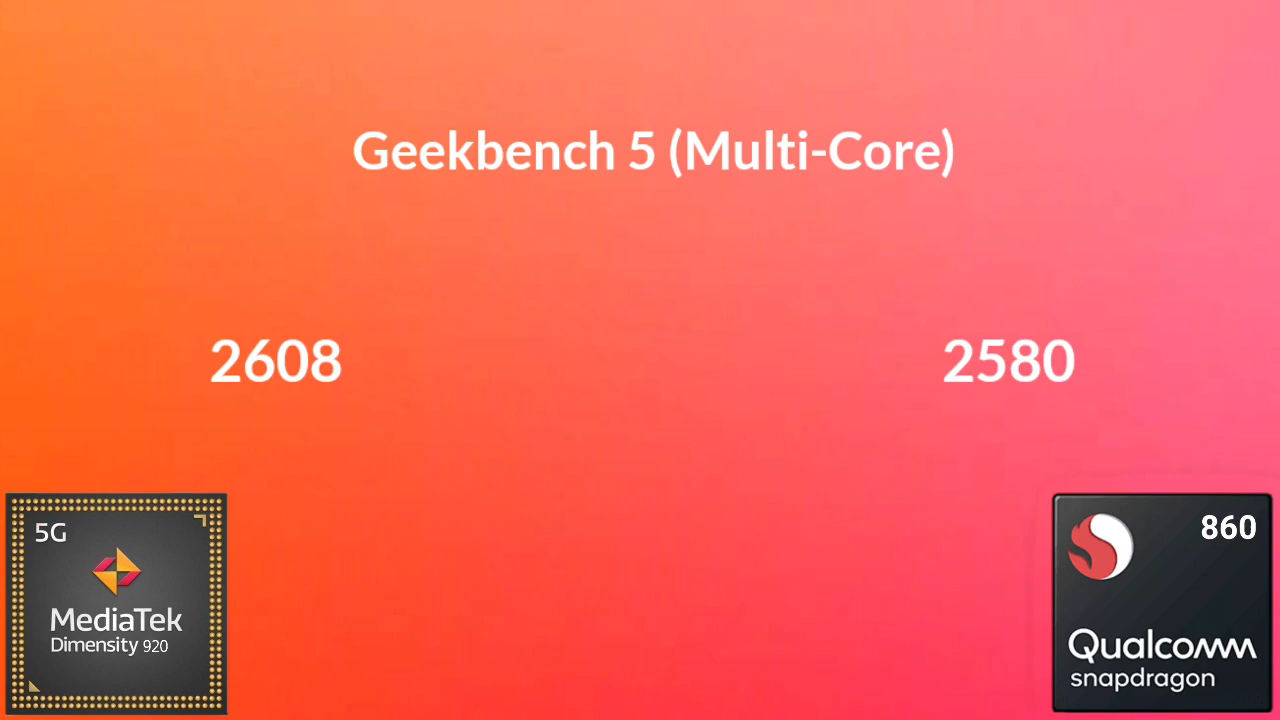 Geekbench 5 (Multi-Core)
2608
2580
5G
MediaTek
Dimensity 920
860
Qualcomm
snapdragon